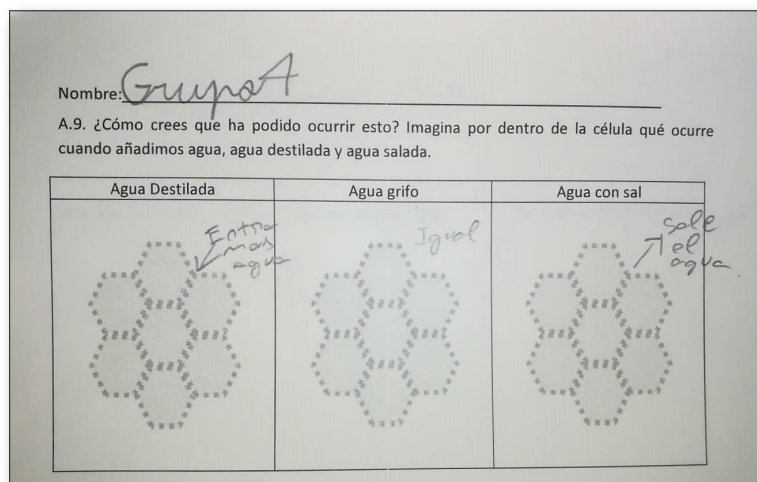 Nombre: Grupo A
A.9. ¿Cómo crees que ha podido ocurrir esto? Imagina por dentro de la célula qué ocurre
cuando añadimos agua, agua destilada y agua salada.
Agua Destilada
Agua grifo
Agua con sal
Entra
mas
agua
Igual
Sale
el
agua